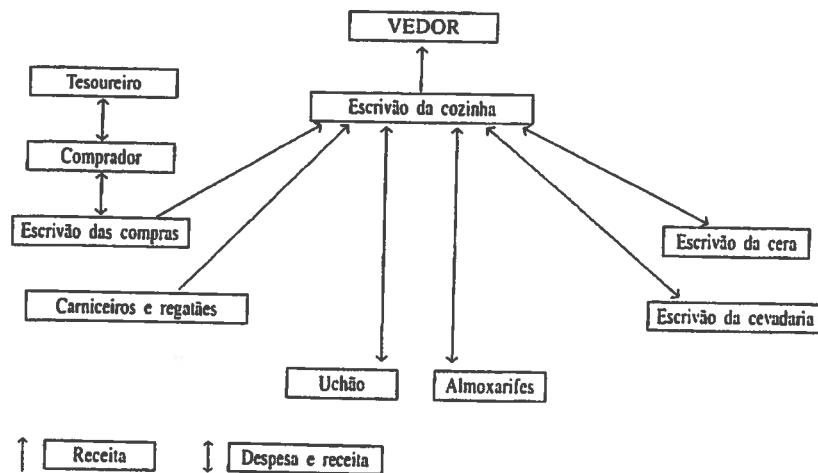 VEDOR
Tesoureiro
Escrivão da cozinha
Comprador
Escrivão das compras
Escrivão da cera
Carniceiros e regatães
Escrivão da cevadaria
Uchão
Almoxarifes
Receita
Despesa e receita